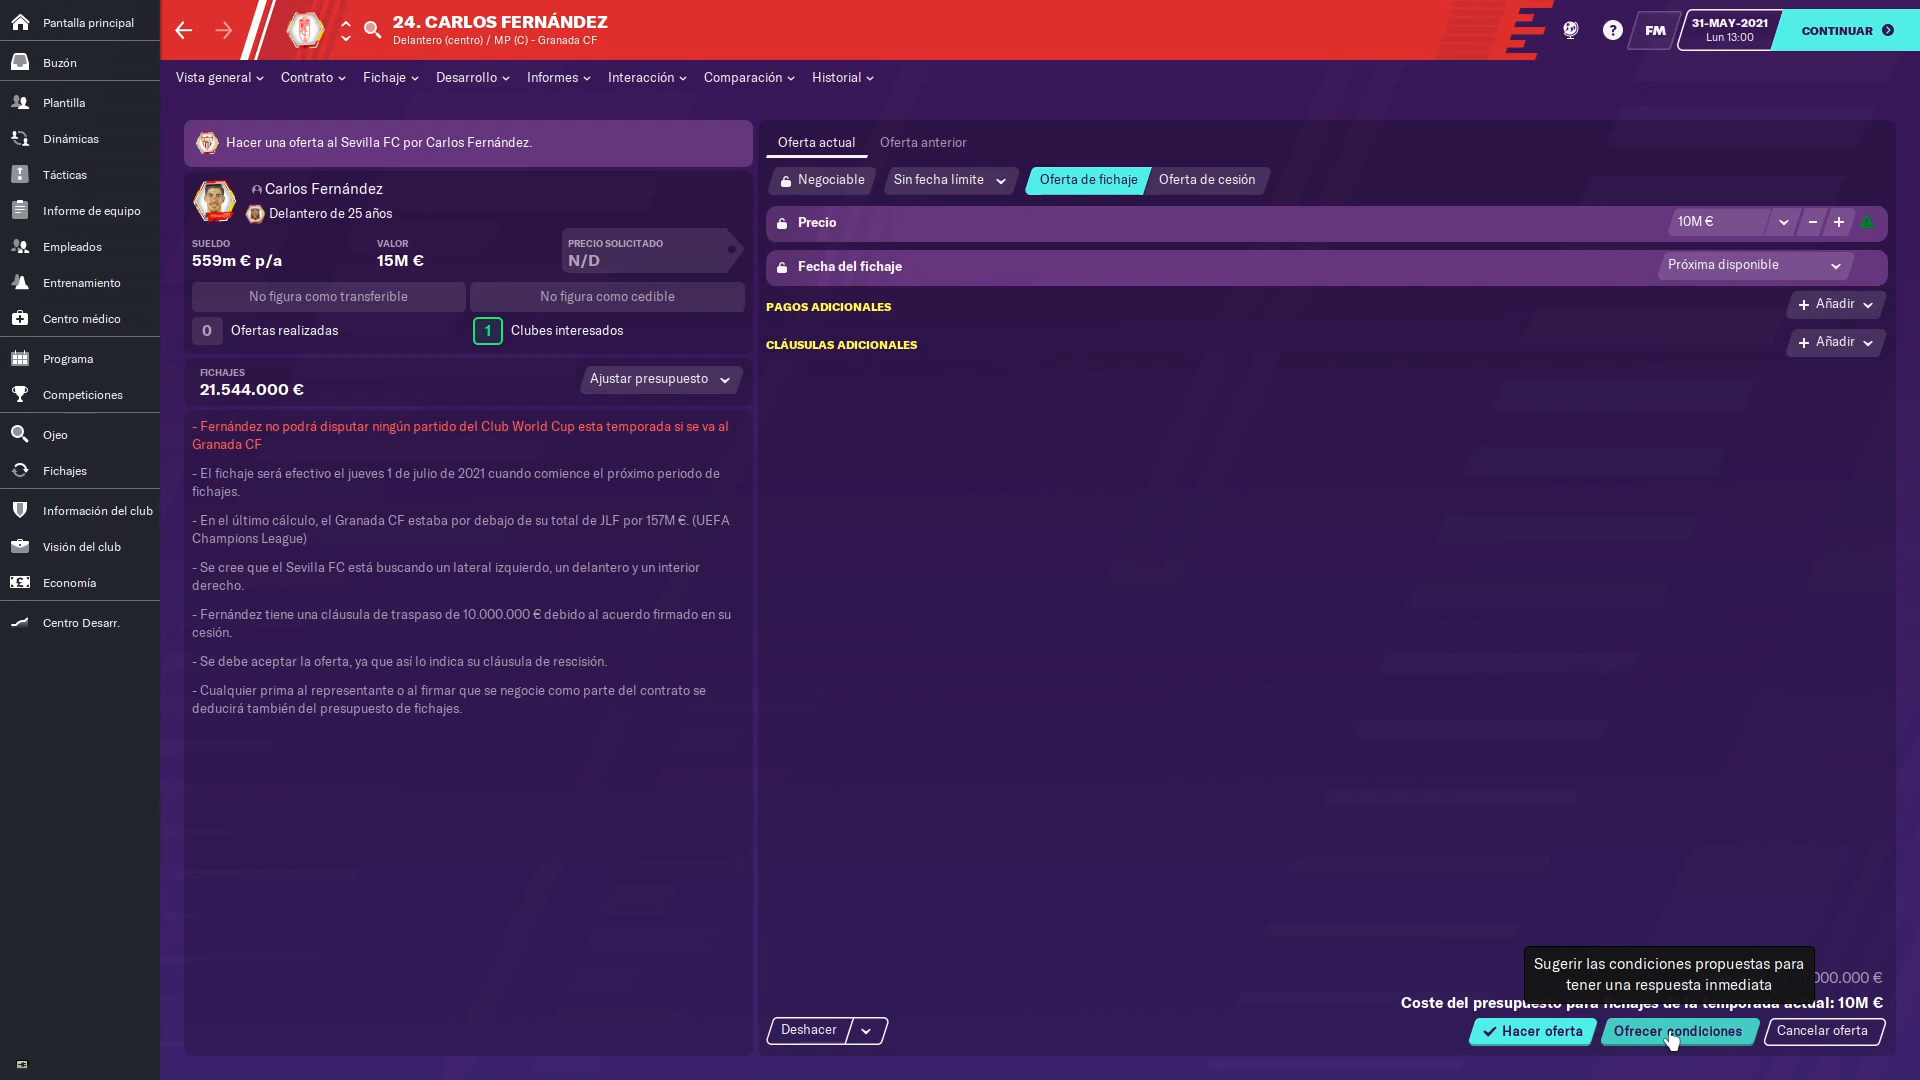 Pantalla principal
Buzón
Plantilla
Dinámicas
Tácticas
Informe de equipo
Empleados
Entrenamiento
Centro médico
Programa
Competiciones
Ojeo
Fichajes
Información del club
Visión del club
Economía
Centro Desarr.
24. CARLOS FERNÁNDEZ
Delantero (centro) / MP (C) - Granada CF
?
FM
31-MAY-2021
Lun 13:00
CONTINUAR
Vista general
Contrato
Fichaje
Desarrollo
Informes
Interacción
Comparación
Historial
Hacer una oferta al Sevilla FC por Carlos Fernández.
Carlos Fernández
Delantero de 25 años
SUELDO
559m € p/a
VALOR
15M €
PRECIO SOLICITADO
N/D
No figura como transferible
No figura como cedible
0 Ofertas realizadas
1 Clubes interesados
FICHAJES
21.544.000 €
Ajustar presupuesto
- Fernández no podrá disputar ningún partido del Club World Cup esta temporada si se va al
Granada CF
- El fichaje será efectivo el jueves 1 de julio de 2021 cuando comience el próximo periodo de
fichajes.
- En el último cálculo, el Granada CF estaba por debajo de su total de JLF por 157M €. (UEFA
Champions League)
- Se cree que el Sevilla FC está buscando un lateral izquierdo, un delantero y un interior
derecho.
- Fernández tiene una cláusula de traspaso de 10.000.000 € debido al acuerdo firmado en su
cesión.
- Se debe aceptar la oferta, ya que así lo indica su cláusula de rescisión.
- Cualquier prima al representante o al firmar que se negocie como parte del contrato se
deducirá también del presupuesto de fichajes.
Oferta actual
Oferta anterior
Negociable
Sin fecha límite
Oferta de fichaje
Oferta de cesión
Precio
10M €
Fecha del fichaje
Próxima disponible
PAGOS ADICIONALES
+ Añadir
CLÁUSULAS ADICIONALES
+ Añadir
Sugerir las condiciones propuestas para
tener una respuesta inmediata
000.000 €
Coste del presupuesto para fichajes de la temporada actual: 10M €
Deshacer
Hacer oferta
Ofrecer condiciones
Cancelar oferta